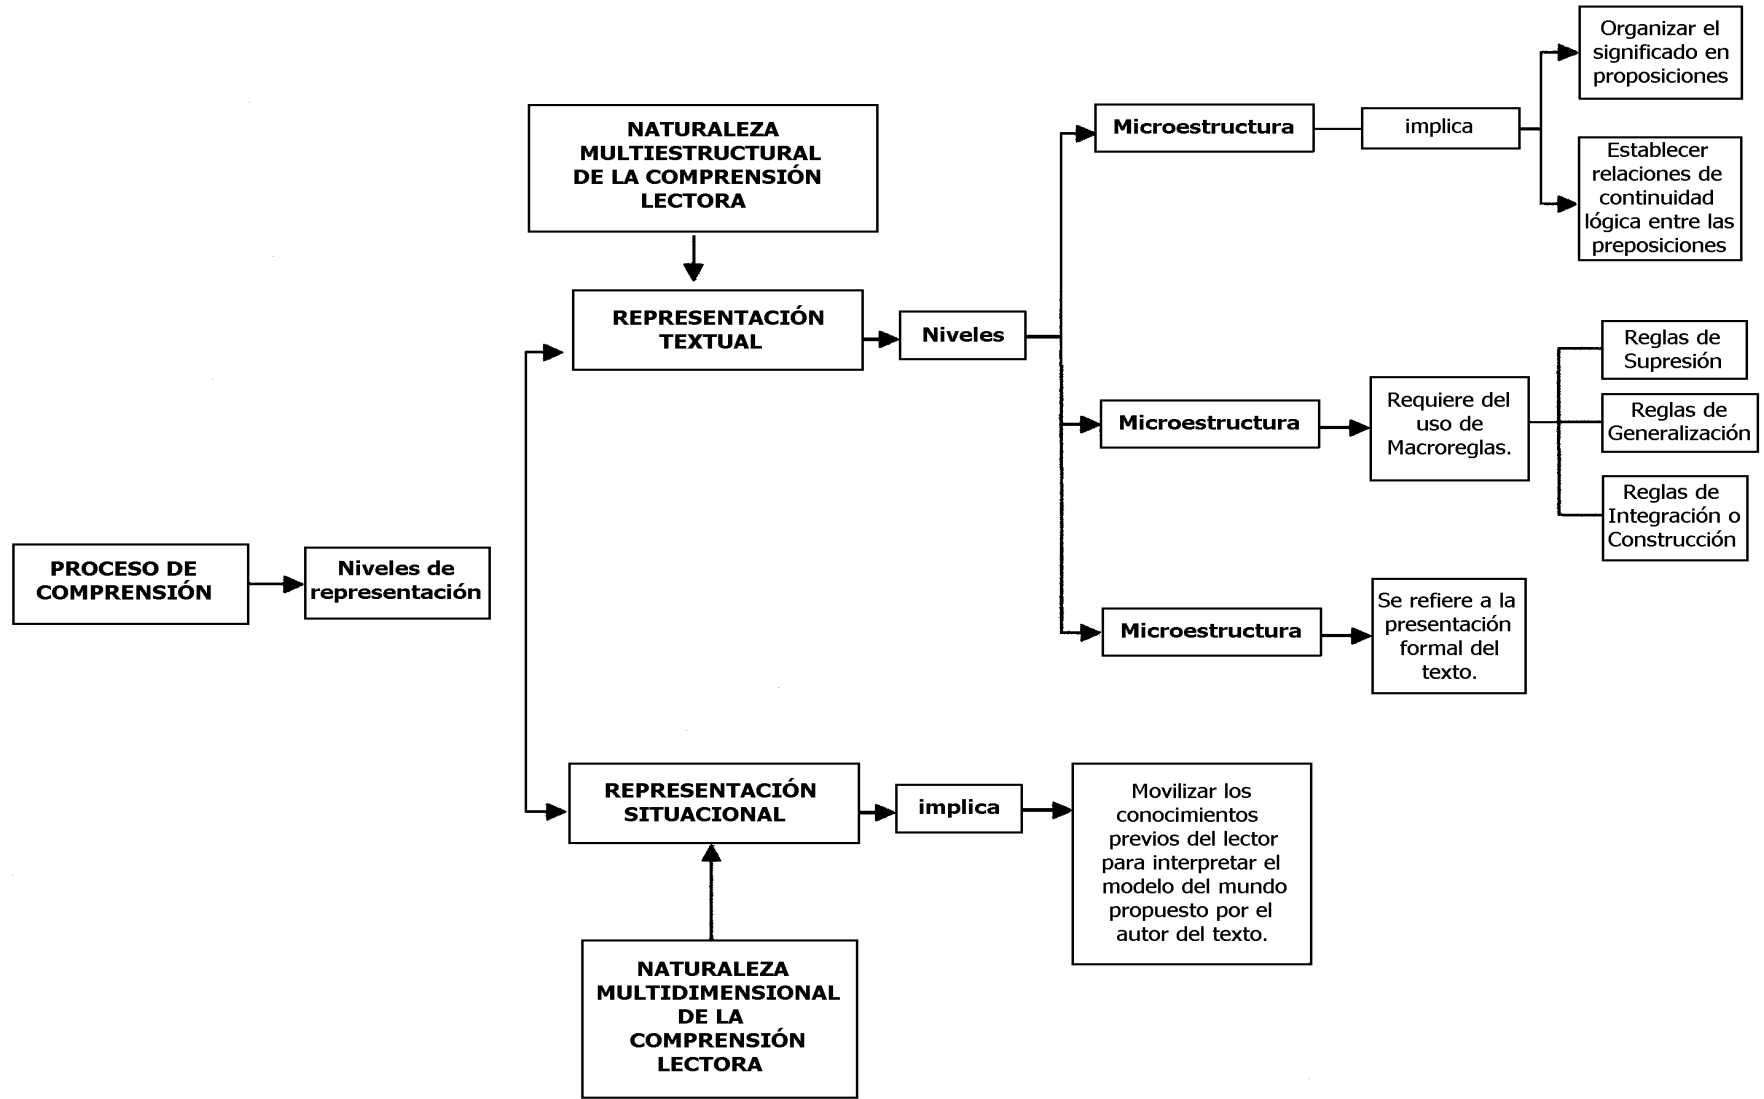 NATURALEZA
MULTIESTRUCTURAL
DE LA COMPRENSIÓN
LECTORA
REPRESENTACIÓN
TEXTUAL
Niveles
Microestructura
implica
Organizar el
significado en
proposiciones
Establecer
relaciones de
continuidad
lógica entre las
preposiciones
Microestructura
Requiere del
uso de
Macroreglas.
Reglas de
Supresión
Reglas de
Generalización
Reglas de
Integración o
Construcción
Microestructura
Se refiere a la
presentación
formal del
texto.
PROCESO DE
COMPRENSIÓN
Niveles de
representación
REPRESENTACIÓN
SITUACIONAL
implica
Movilizar los
conocimientos
previos del lector
para interpretar el
modelo del mundo
propuesto por el
autor del texto.
NATURALEZA
MULTIDIMENSIONAL
DE LA
COMPRENSIÓN
LECTORA